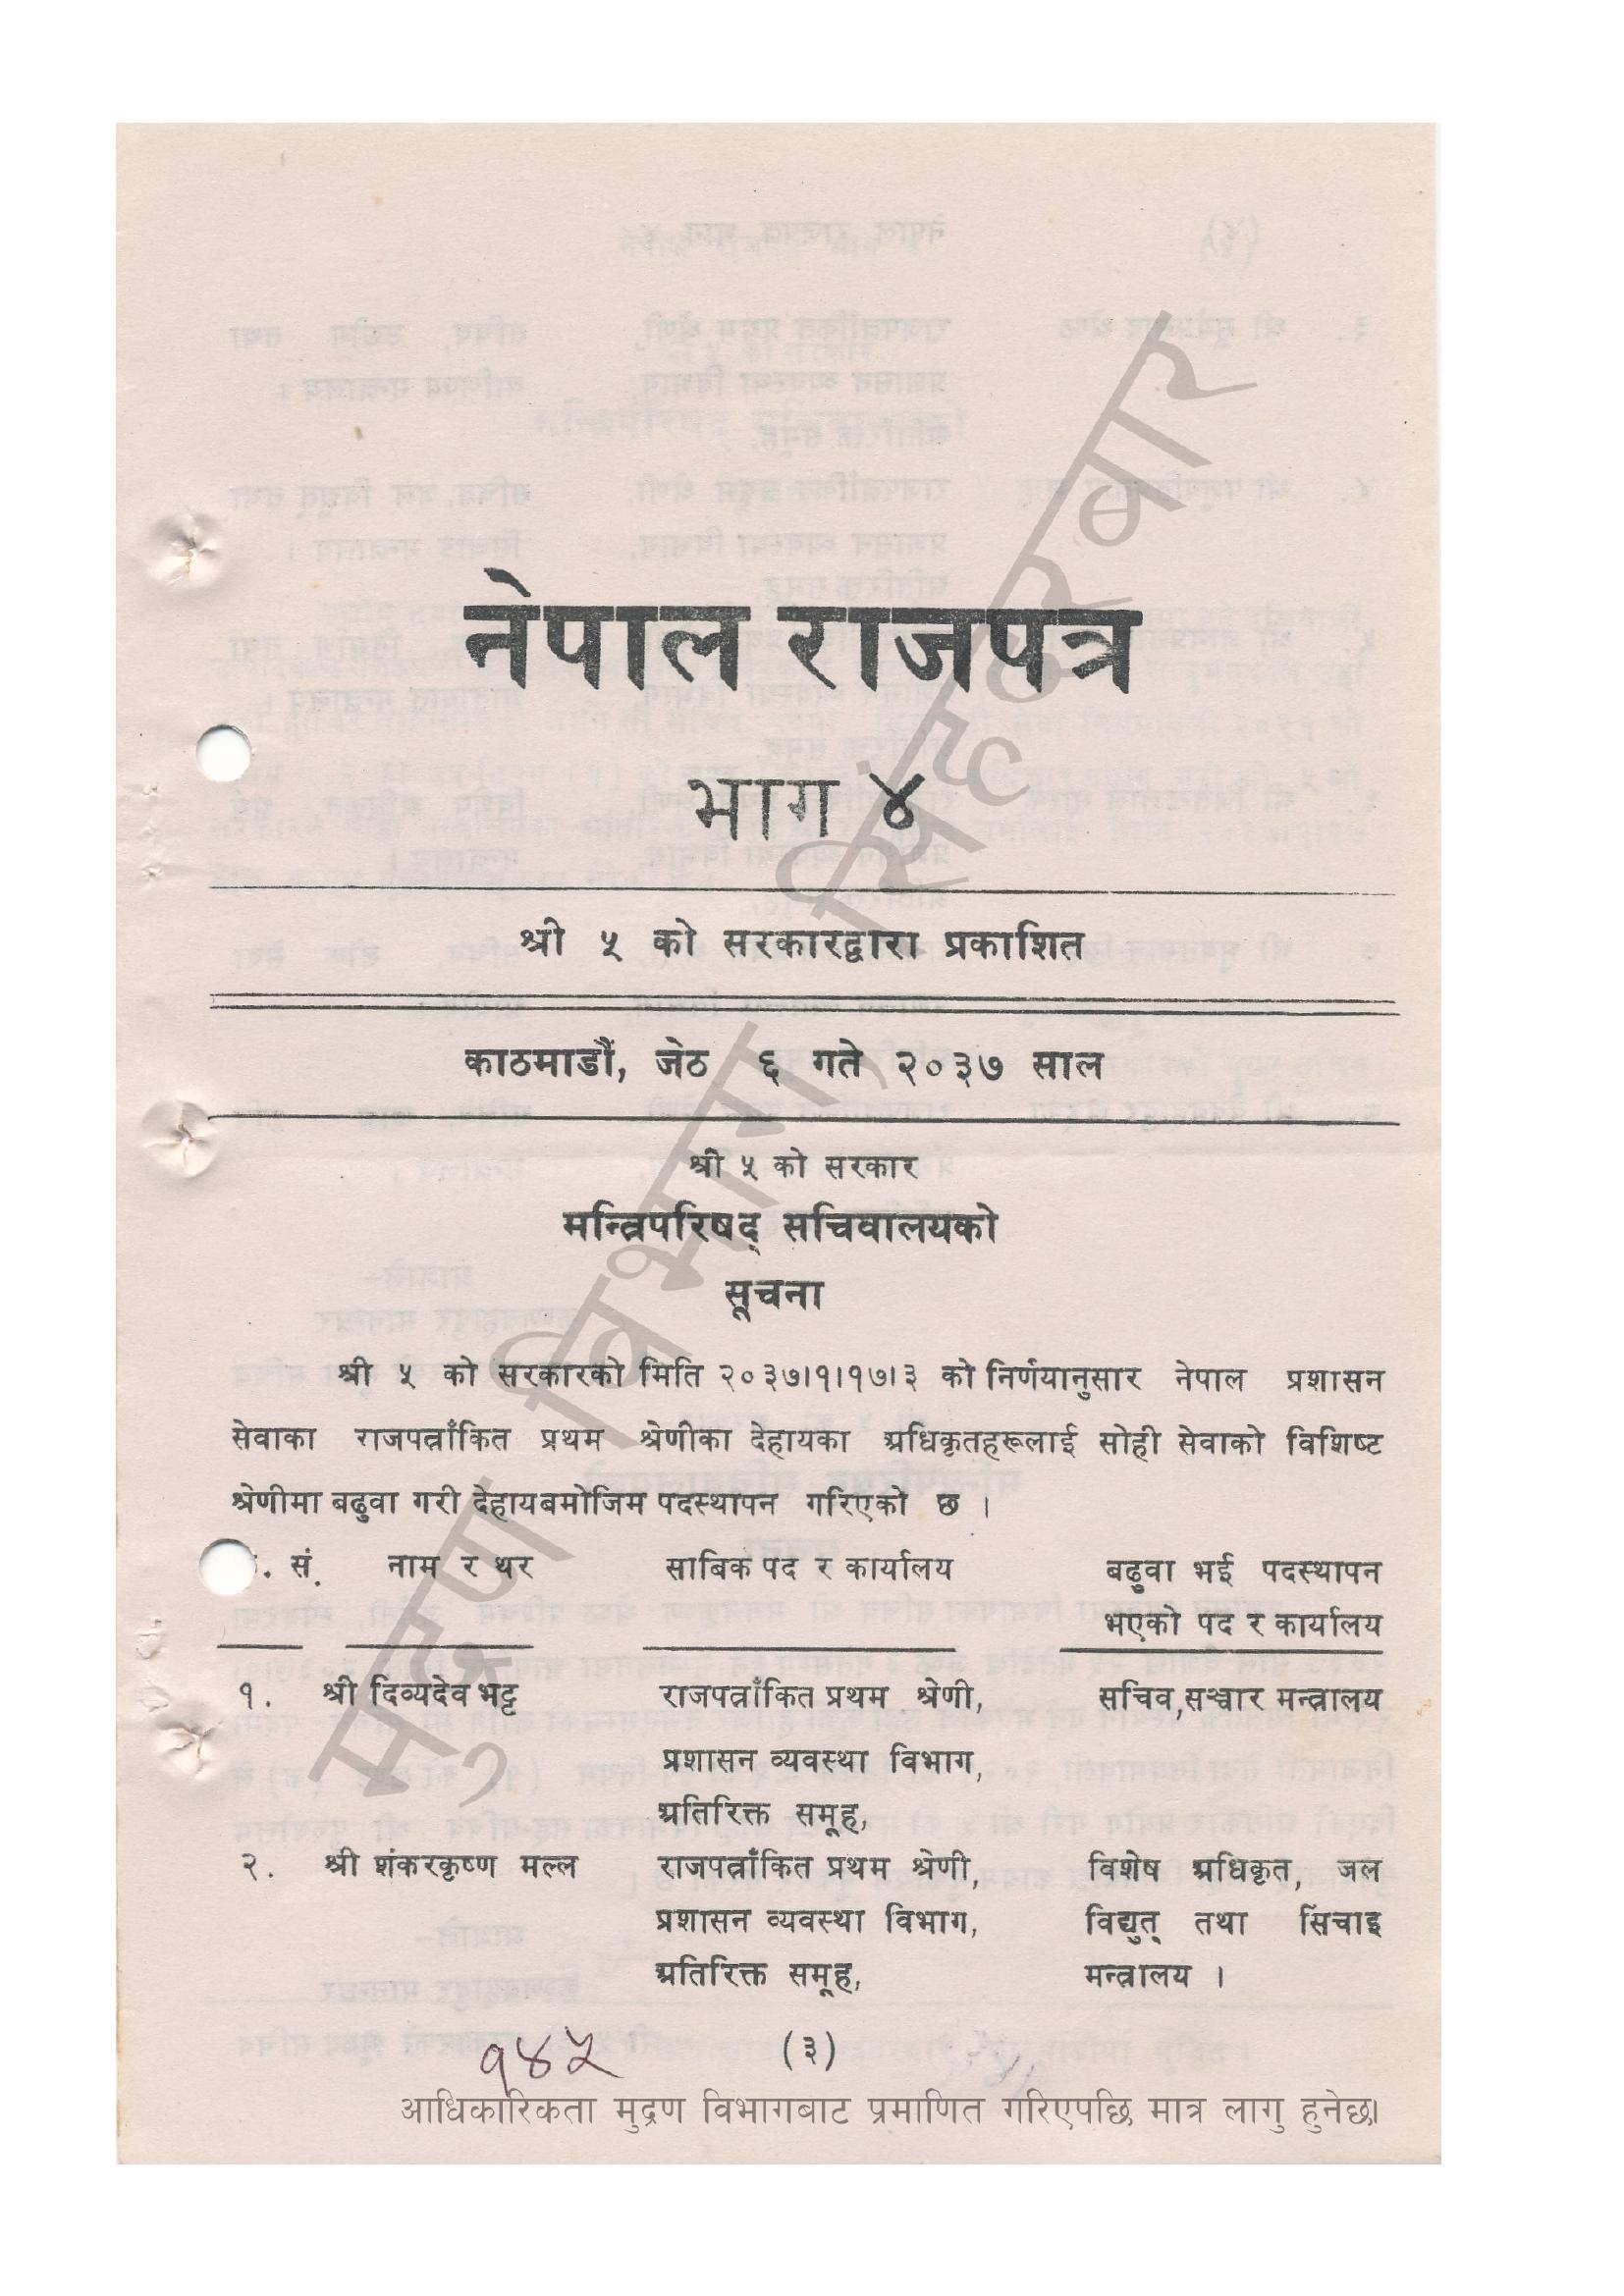 नेपाल राजपत्र
भाग ४
श्री ५ को सरकारद्वारा प्रकाशित
काठमाडौं, जेठ ६ गते २०३७ साल
श्री ५ को सरकार
मन्त्रिपरिषद् सचिवालयको
सूचना
श्री ५ को सरकारको मिति २०३७।१।१७।३ को निर्णयानुसार नेपाल प्रशासन
सेवाका राजपत्राँकित प्रथम श्रेणीका देहायका अधिकृतहरूलाई सोही सेवाको विशिष्ट
श्रेणीमा बढुवा गरी देहायबमोजिम पदस्थापन गरिएको छ ।
. सं. नाम र थर साबिक पद र कार्यालय बढुवा भई पदस्थापन
भएको पद र कार्यालय
१. श्री दिव्यदेव भट्ट राजपत्राँकित प्रथम श्रेणी, सचिव,सञ्चार मन्त्रालय
प्रशासन व्यवस्था विभाग,
अतिरिक्त समूह,
२. श्री शंकरकृष्ण मल्ल राजपत्राँकित प्रथम श्रेणी, विशेष अधिकृत, जल
प्रशासन व्यवस्था विभाग, विद्युत् तथा सिंचाइ
अतिरिक्त समूह, मन्त्रालय ।
१४५ (३)
आधिकारिकता मुद्रण विभागबाट प्रमाणित गरिएपछि मात्र लागु हुनेछ।
मुद्रण विभाग, सिंहदरबार